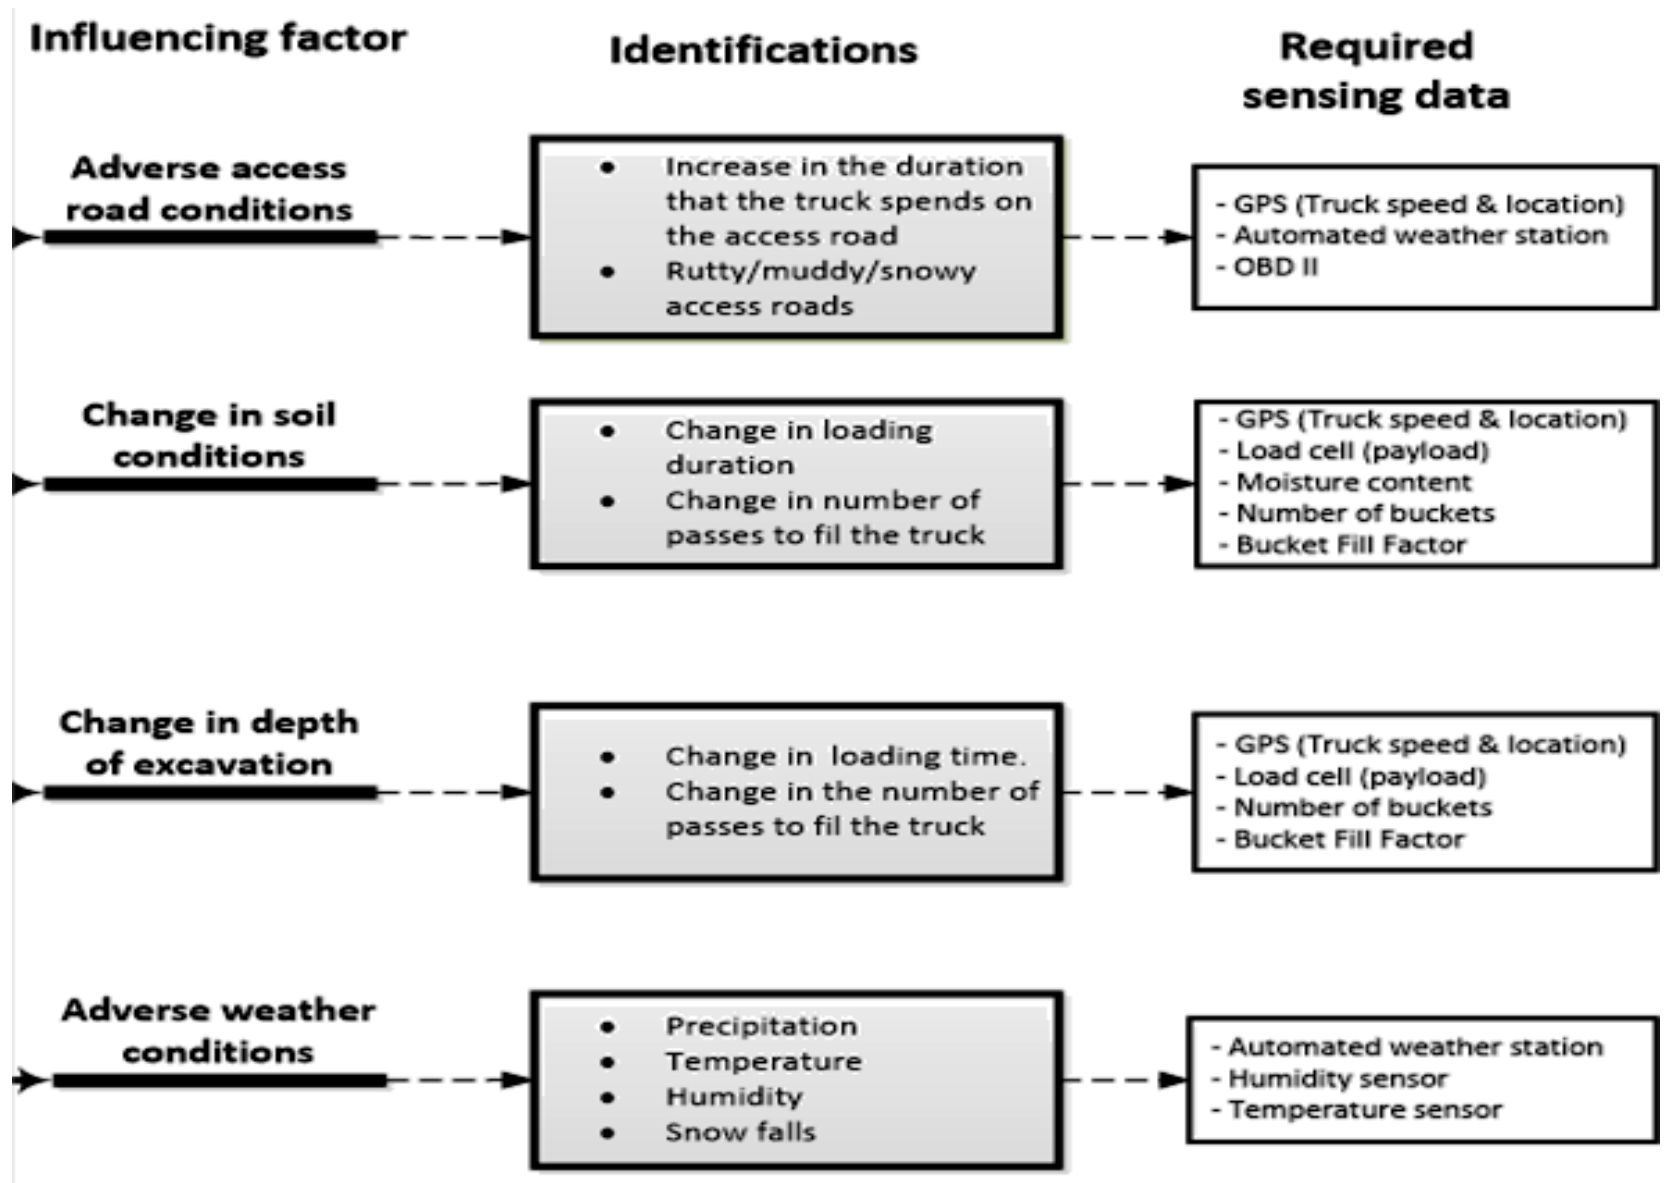 Influencing factor
Identifications
Required
sensing data
Adverse access
road conditions
• Increase in the duration
that the truck spends on
the access road
• Rutty/muddy/snowy
access roads
- GPS (Truck speed & location)
- Automated weather station
- OBD II
Change in soil
conditions
• Change in loading
duration
• Change in number of
passes to fil the truck
- GPS (Truck speed & location)
- Load cell (payload)
- Moisture content
- Number of buckets
- Bucket Fill Factor
Change in depth
of excavation
• Change in loading time.
• Change in the number of
passes to fil the truck
- GPS (Truck speed & location)
- Load cell (payload)
- Number of buckets
- Bucket Fill Factor
Adverse weather
conditions
• Precipitation
• Temperature
• Humidity
• Snow falls
- Automated weather station
- Humidity sensor
- Temperature sensor